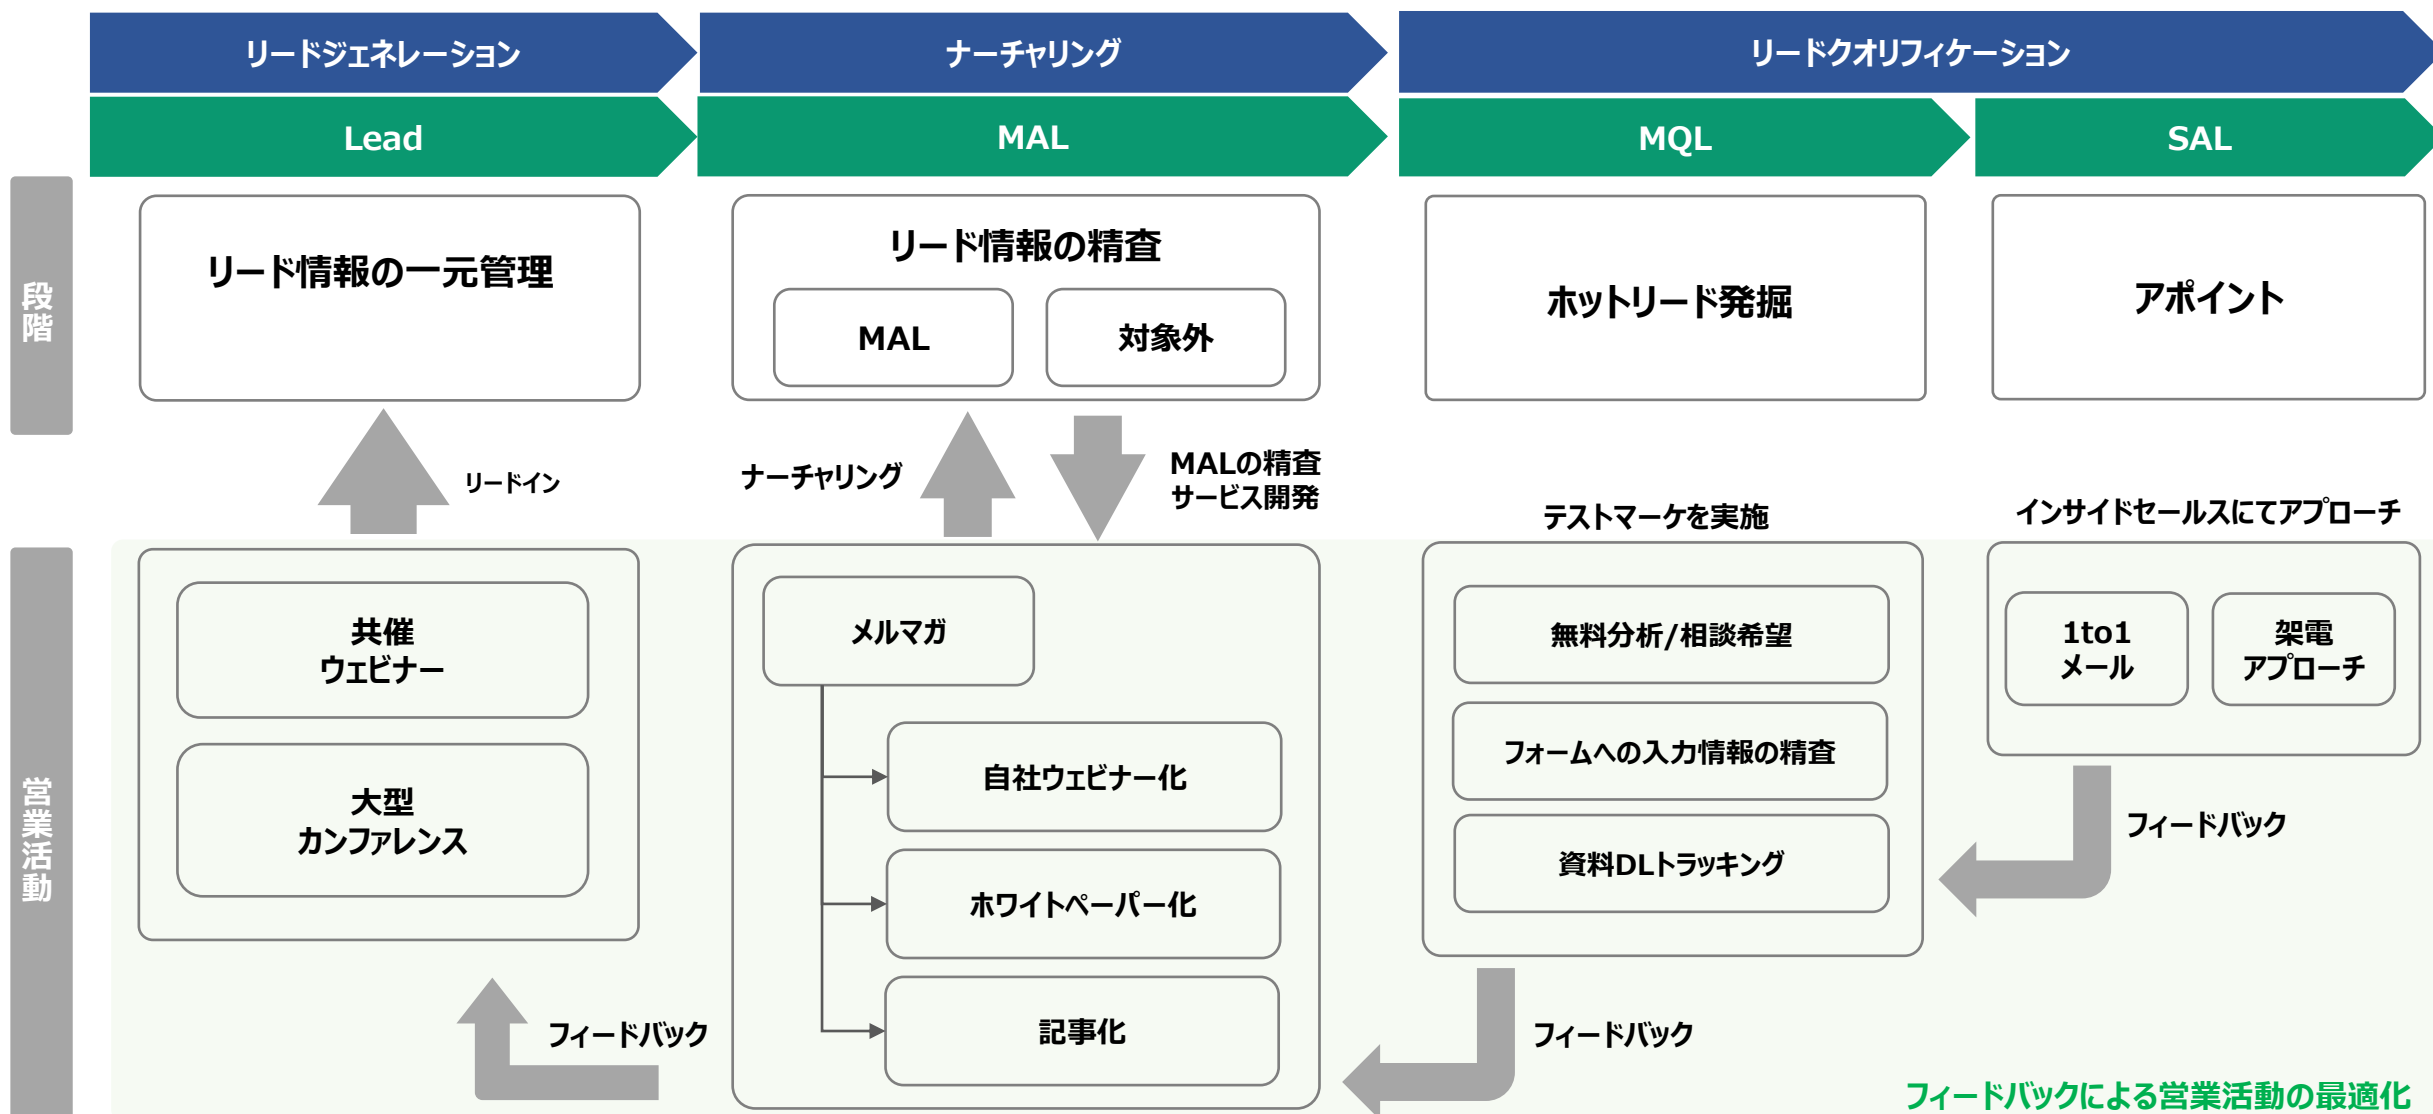 リードジェネレーション
ナーチャリング
リードクオリフィケーション
Lead
MAL
MQL
SAL
段階
リード情報の一元管理
リード情報の精査
MAL
対象外
ホットリード発掘
アポイント
リードイン
ナーチャリング
MALの精査
サービス開発
テストマーケを実施
インサイドセールスにてアプローチ
営業活動
共催
ウェビナー
大型
カンファレンス
メルマガ
自社ウェビナー化
ホワイトペーパー化
記事化
無料分析/相談希望
フォームへの入力情報の精査
資料DLトラッキング
1to1
メール
架電
アプローチ
フィードバック
フィードバック
フィードバック
フィードバックによる営業活動の最適化